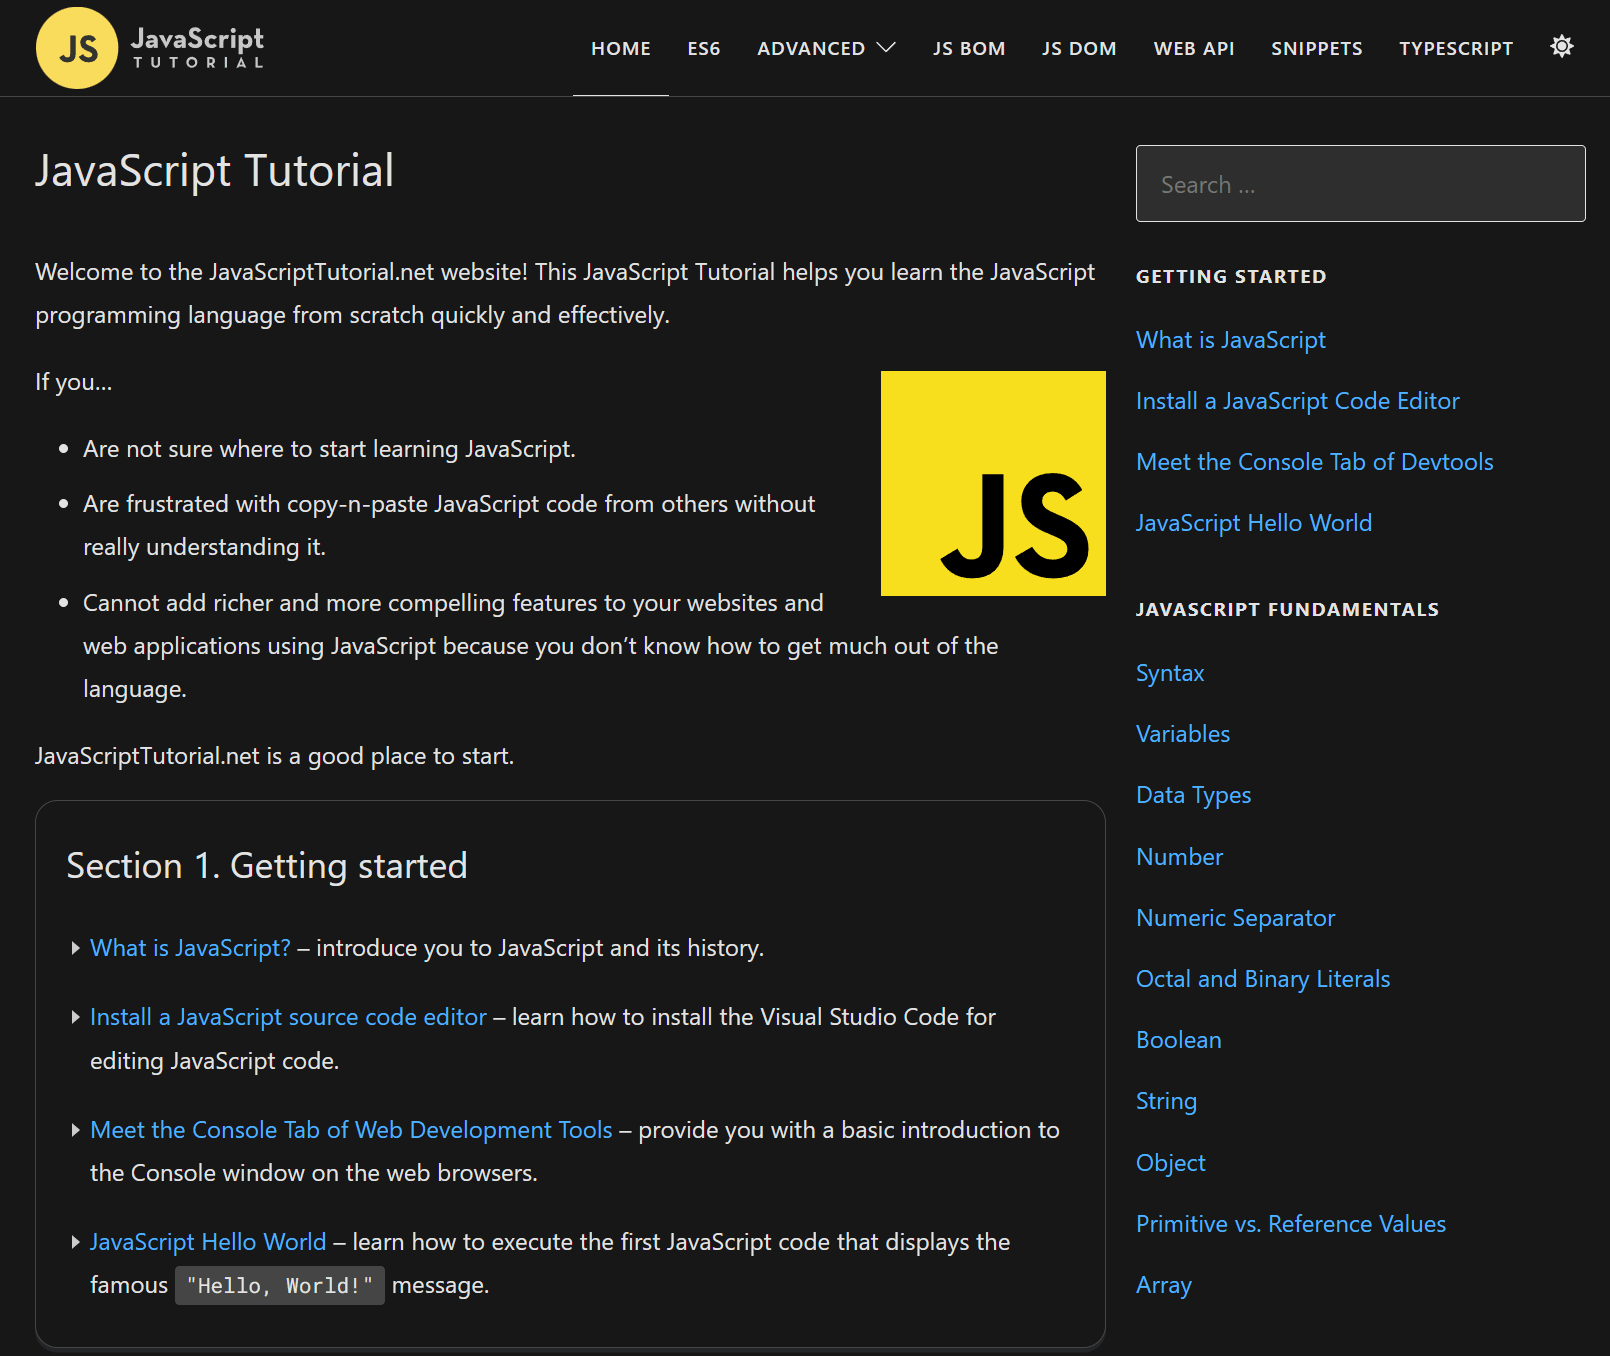 JS JavaScript
TUTORIAL
HOME ES6 ADVANCED JS BOM JS DOM WEB API SNIPPETS TYPESCRIPT
JavaScript Tutorial
Welcome to the JavaScriptTutorial.net website! This JavaScript Tutorial helps you learn the JavaScript
programming language from scratch quickly and effectively.
If you…
Are not sure where to start learning JavaScript.
Are frustrated with copy-n-paste JavaScript code from others without
really understanding it.
Cannot add richer and more compelling features to your websites and
web applications using JavaScript because you don’t know how to get much out of the
language.
JS
JavaScriptTutorial.net is a good place to start.
Section 1. Getting started
What is JavaScript? – introduce you to JavaScript and its history.
Install a JavaScript source code editor – learn how to install the Visual Studio Code for
editing JavaScript code.
Meet the Console Tab of Web Development Tools – provide you with a basic introduction to
the Console window on the web browsers.
JavaScript Hello World – learn how to execute the first JavaScript code that displays the
famous "Hello, World!" message.
Search …
GETTING STARTED
What is JavaScript
Install a JavaScript Code Editor
Meet the Console Tab of Devtools
JavaScript Hello World
JAVASCRIPT FUNDAMENTALS
Syntax
Variables
Data Types
Number
Numeric Separator
Octal and Binary Literals
Boolean
String
Object
Primitive vs. Reference Values
Array